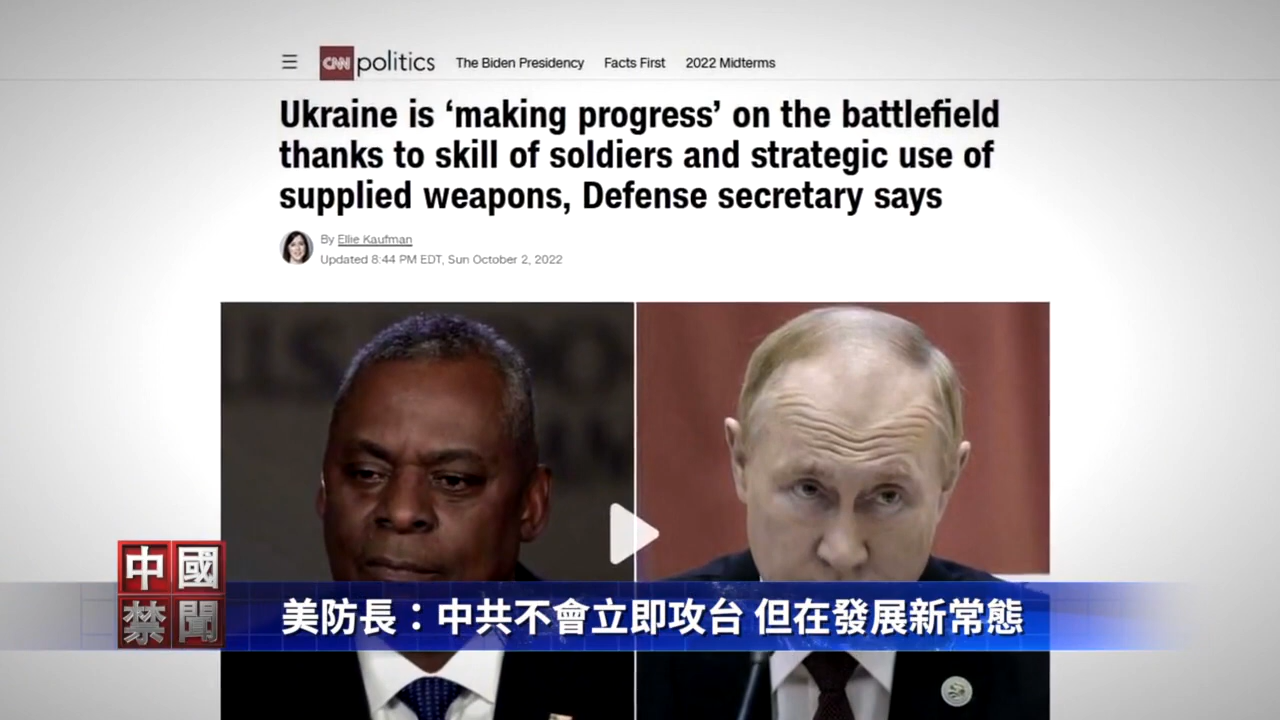 CNN politics The Biden Presidency Facts First 2022 Midterms
Ukraine is ‘making progress’ on the battlefield
thanks to skill of soldiers and strategic use of
supplied weapons, Defense secretary says
By Ellie Kaufman
Updated 8:44 PM EDT, Sun October 2, 2022
中國
禁聞
美防長：中共不會立即攻台 但在發展新常態